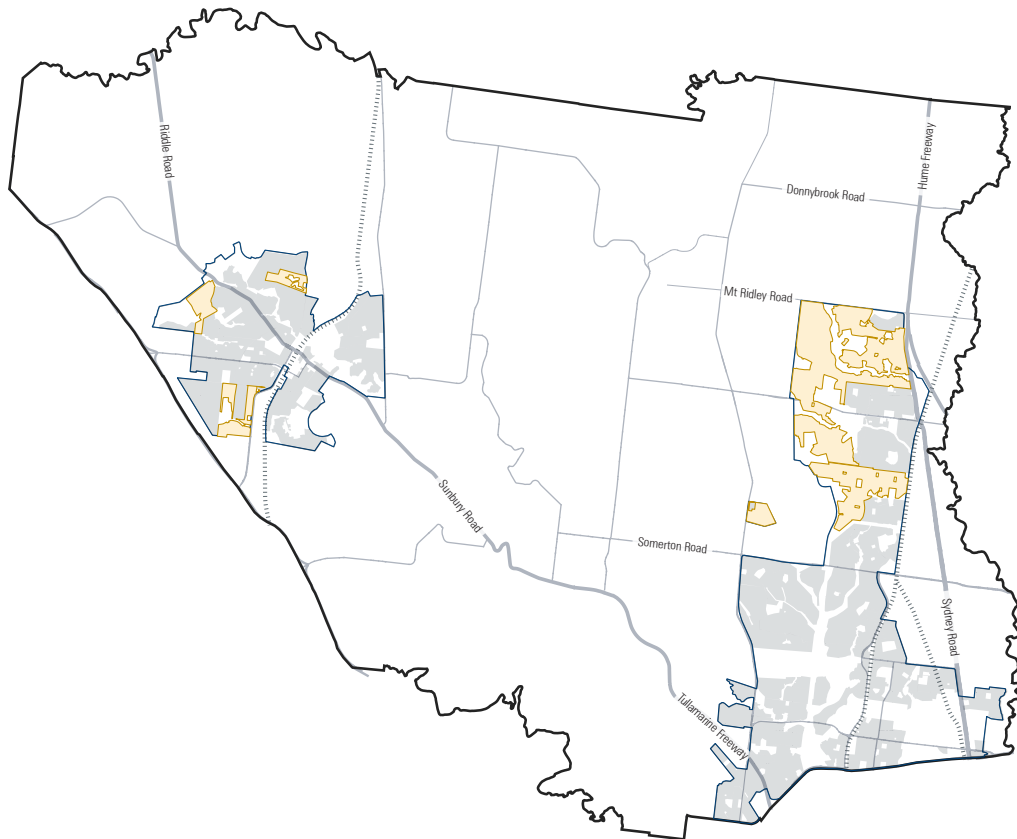 Riddle Road
Hume Freeway
Donnybrook Road
Mt Ridley Road
Sunbury Road
Somerton Road
Sydney Road
Tullamarine Freeway